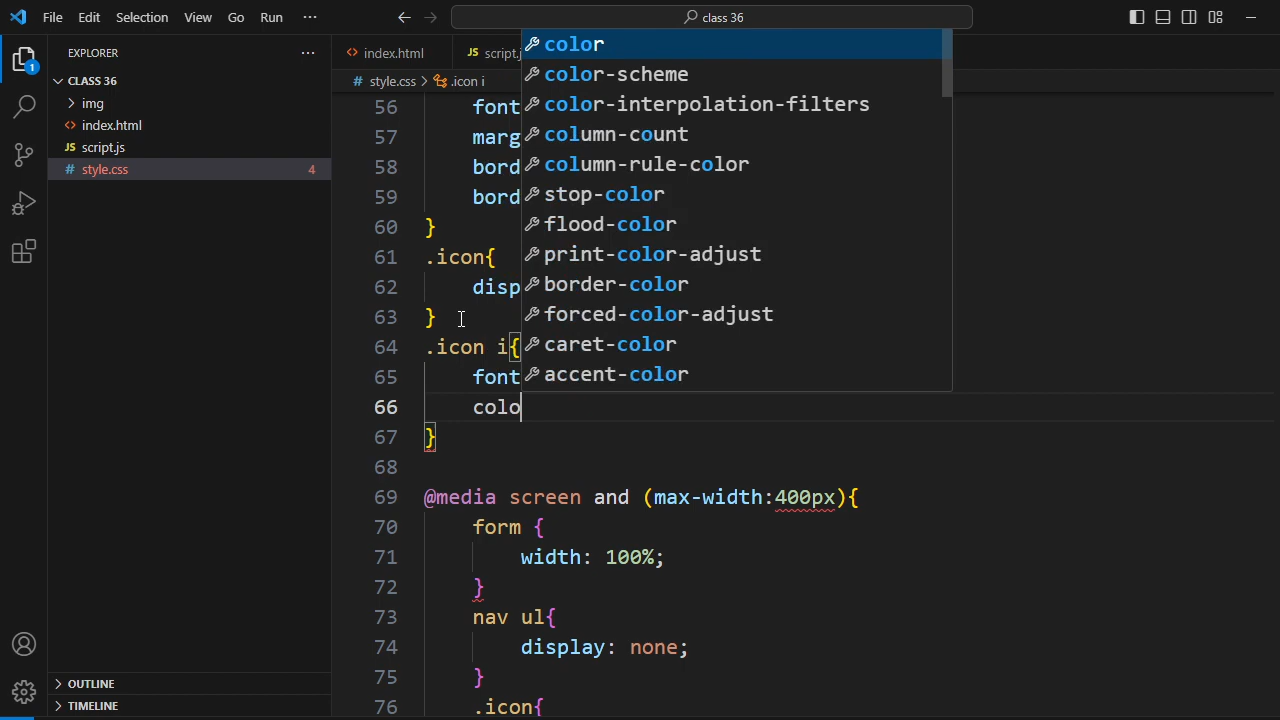 File Edit Selection View Go Run ··· class 36
EXPLORER ···
CLASS 36
img
index.html
JS script.js
# style.css 4
OUTLINE
TIMELINE
1
index.html JS script.j
# style.css > .icon i
56 font
57 marg
58 bord
59 bord
60 }
61 .icon{
62 disp
63 }
64 .icon i{
65 font
66 colo
67 }
68
69 @media screen and (max-width:400px){
70 form {
71 width: 100%;
72 }
73 nav ul{
74 display: none;
75 }
76 .icon{
color
color-scheme
color-interpolation-filters
column-count
column-rule-color
stop-color
flood-color
print-color-adjust
border-color
forced-color-adjust
caret-color
accent-color